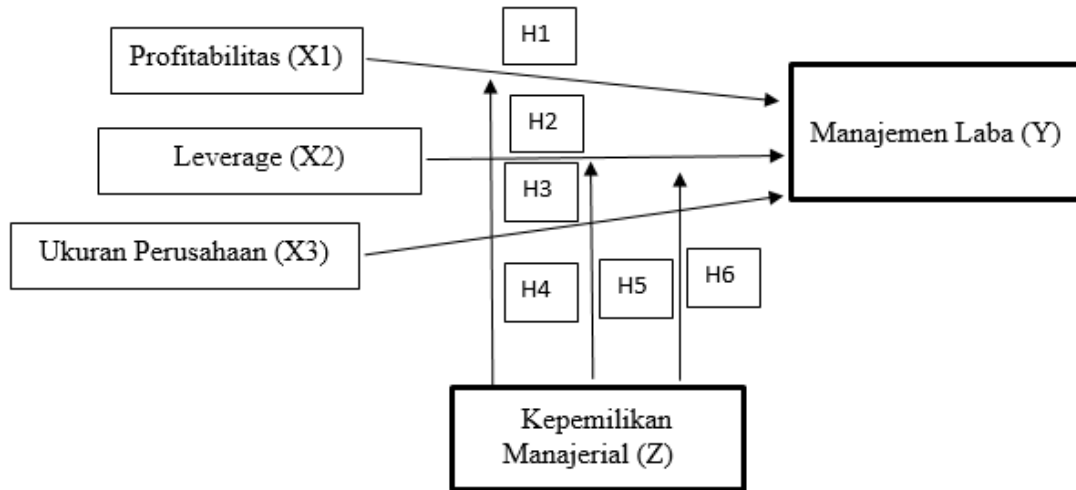 H1
Profitabilitas (X1)
H2
Manajemen Laba (Y)
Leverage (X2)
H3
Ukuran Perusahaan (X3)
H4
H5
H6
Kepemilikan
Manajerial (Z)